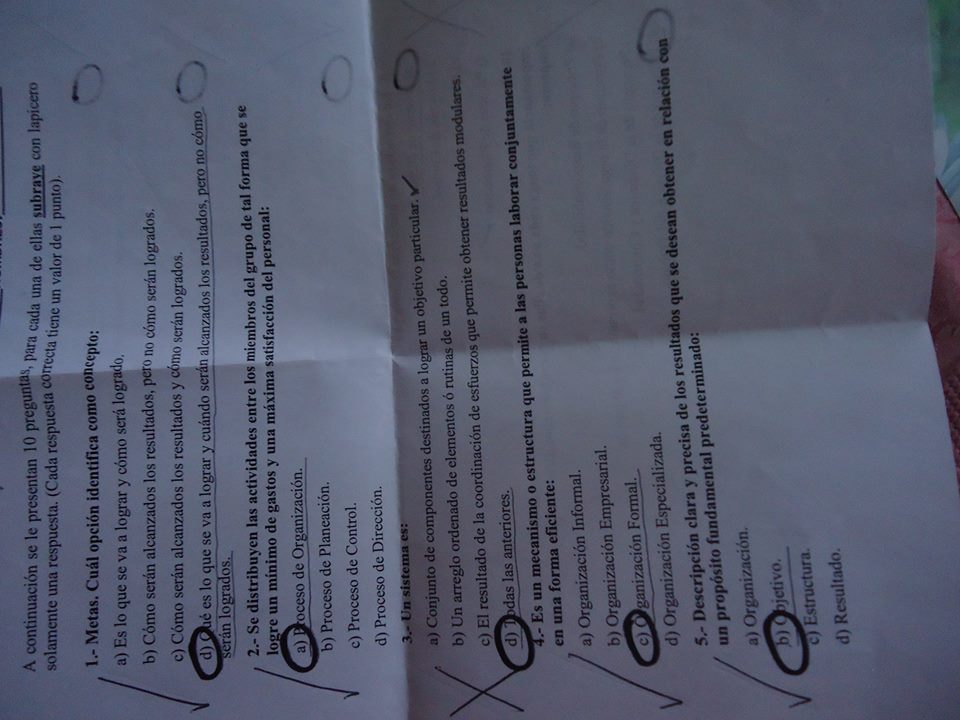 A continuación se le presentan 10 preguntas, para cada una de ellas subraye con lapicero
solamente una respuesta. (Cada respuesta correcta tiene un valor de 1 punto).
1.- Metas. Cuál opción identifica como concepto:
a) Es lo que se va a lograr y cómo será logrado.
b) Cómo serán alcanzados los resultados, pero no cómo serán logrados.
c) Cómo serán alcanzados los resultados y cómo serán logrados.
d) Qué es lo que se va a lograr y cuándo serán alcanzados los resultados, pero no cómo
serán logrados.
2.- Se distribuyen las actividades entre los miembros del grupo de tal forma que se
logre un mínimo de gastos y una máxima satisfacción del personal:
a) Proceso de Organización.
b) Proceso de Planeación.
c) Proceso de Control.
d) Proceso de Dirección.
3.- Un sistema es:
a) Conjunto de componentes destinados a lograr un objetivo particular.
b) Un arreglo ordenado de elementos ó rutinas de un todo.
c) El resultado de la coordinación de esfuerzos que permite obtener resultados modulares.
d) Todas las anteriores.
4.- Es un mecanismo o estructura que permite a las personas laborar conjuntamente
en una forma eficiente:
a) Organización Informal.
b) Organización Empresarial.
c) Organización Formal.
d) Organización Especializada.
5.- Descripción clara y precisa de los resultados que se desean obtener en relación con
un propósito fundamental predeterminado:
a) Organización.
b) Objetivo.
c) Estructura.
d) Resultado.